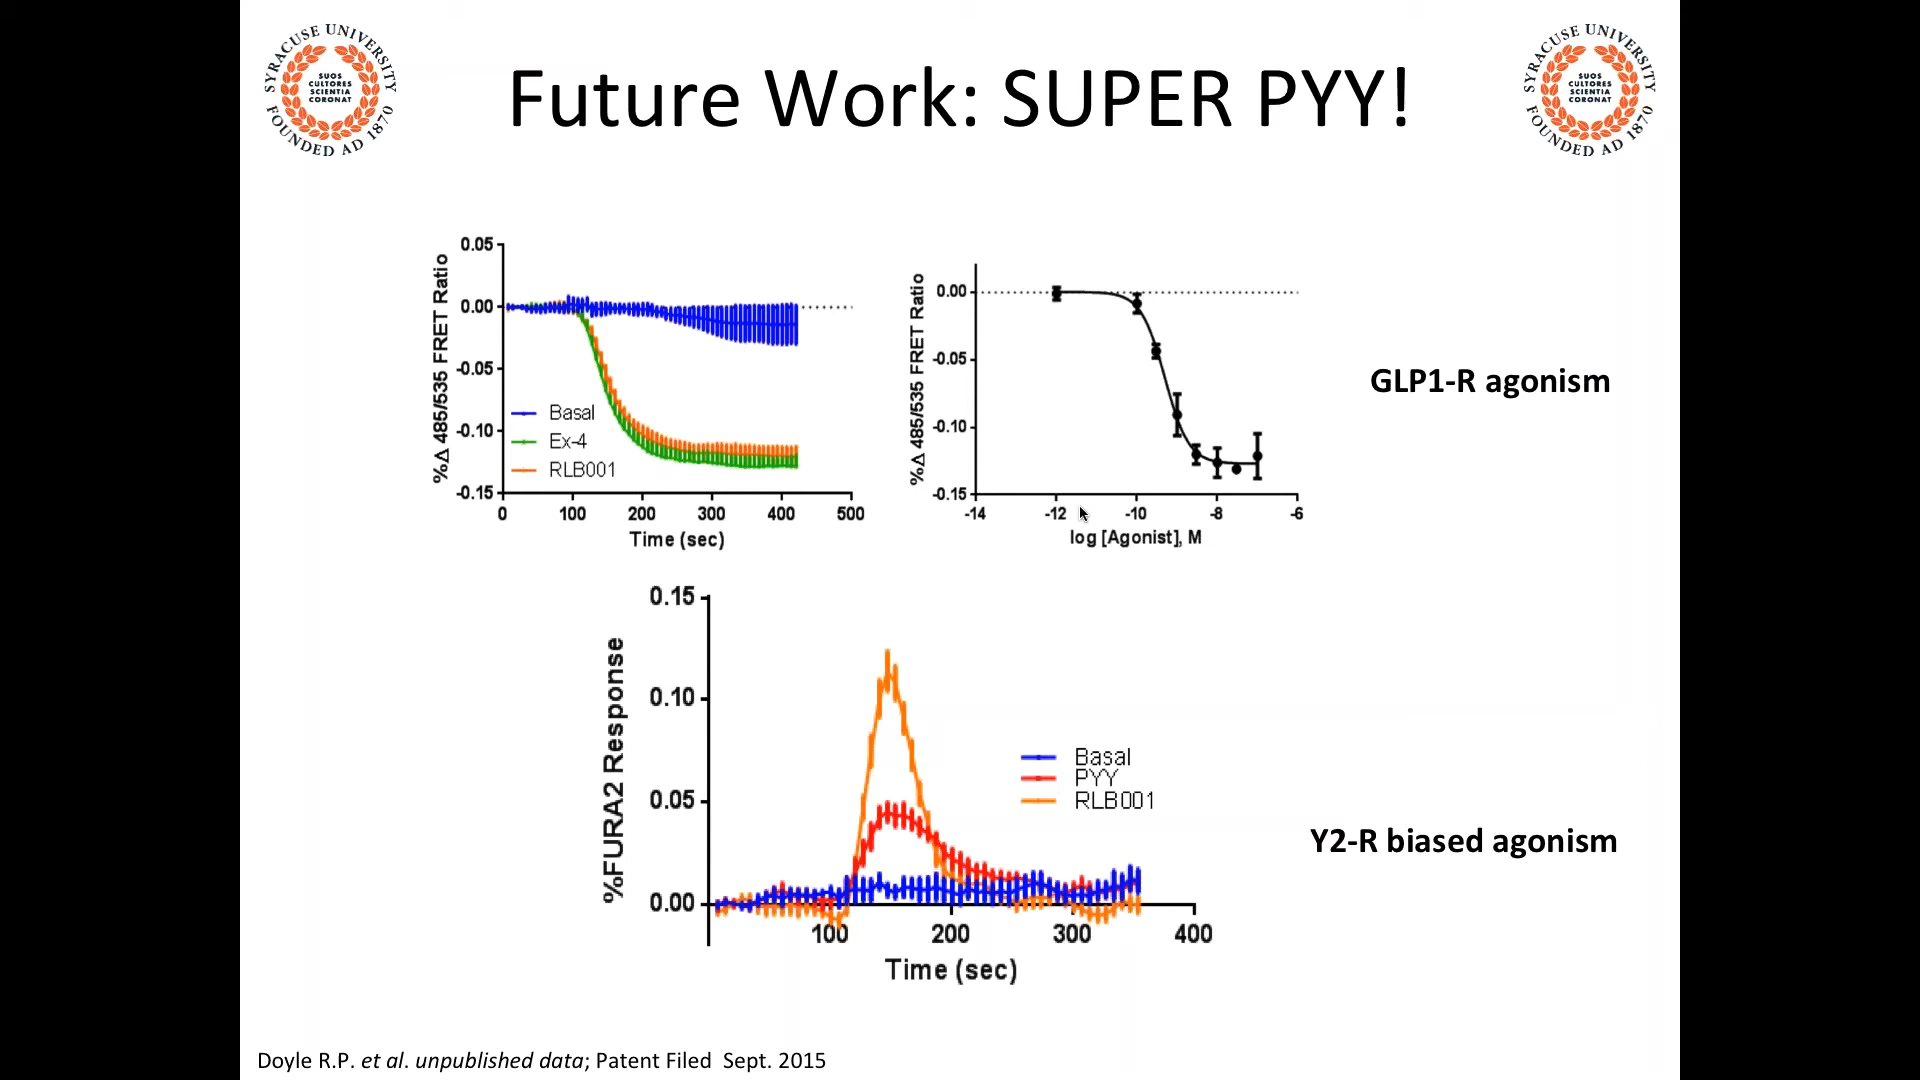 SYRACUSE UNIVERSITY
FOUNDED AD 1870
SUOS
CULTORES
SCIENTIA
CORONAT
Future Work: SUPER PYY!
SYRACUSE UNIVERSITY
FOUNDED AD 1870
SUOS
CULTORES
SCIENTIA
CORONAT
%Δ 485/535 FRET Ratio
0.05
0.00
-0.05
-0.10
-0.15
Basal
Ex-4
RLB001
0 100 200 300 400 500
Time (sec)
%Δ 485/535 FRET Ratio
0.00
-0.05
-0.10
-0.15
-14 -12 -10 -8 -6
log [Agonist], M
GLP1-R agonism
%FURA2 Response
0.15
0.10
0.05
0.00
Basal
PYY
RLB001
100 200 300 400
Time (sec)
Y2-R biased agonism
Doyle R.P. et al. unpublished data; Patent Filed Sept. 2015